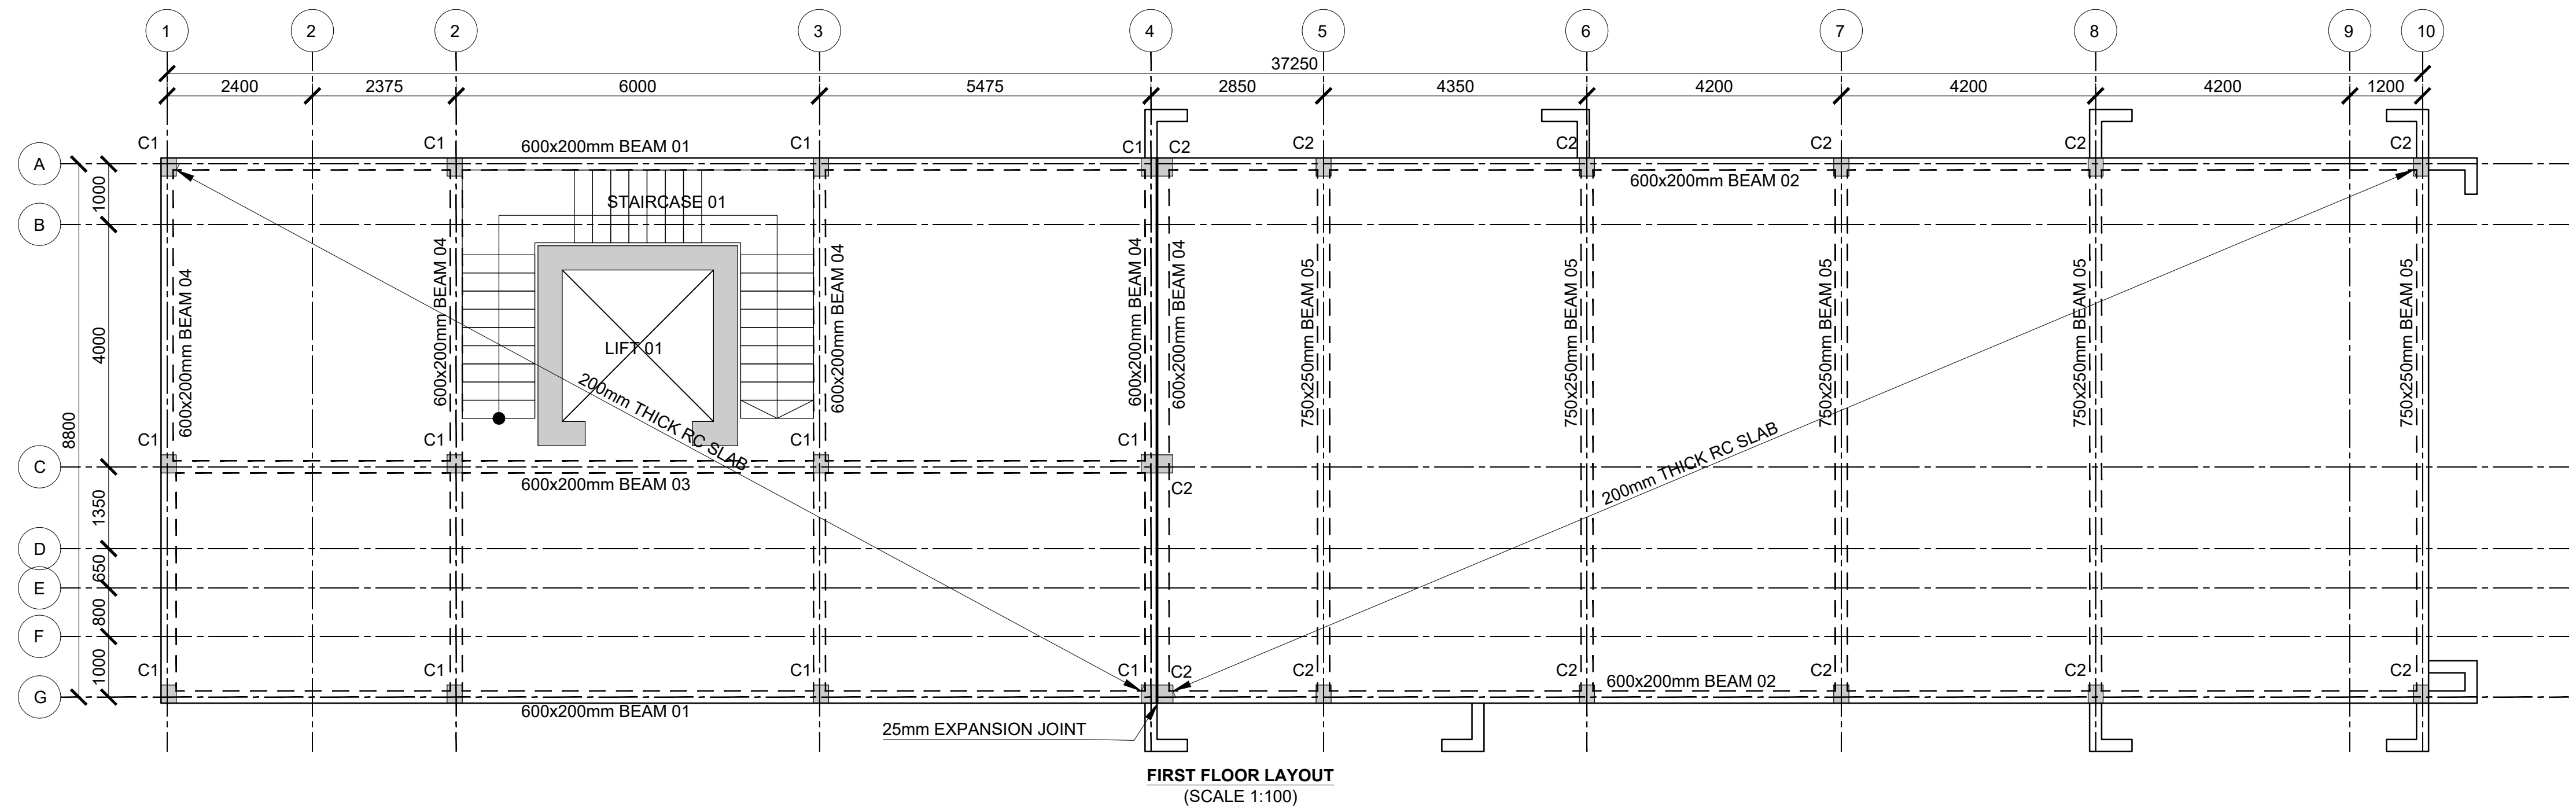 1 2 2 3 4 5 6 7 8 9 10
37250
2400 2375 6000 5475 2850 4350 4200 4200 4200 1200
C1 C1 600x200mm BEAM 01 C1 C1 C2 C2 C2 C2 C2 C2
A
1000
600x200mm BEAM 02
STAIRCASE 01
B
600x200mm BEAM 04
600x200mm BEAM 04
600x200mm BEAM 04
600x200mm BEAM 04
600x200mm BEAM 04
750x250mm BEAM 05
750x250mm BEAM 05
750x250mm BEAM 05
750x250mm BEAM 05
750x250mm BEAM 05
4000
LIFT 01
200mm THICK RC SLAB
200mm THICK RC SLAB
8800
C1 C1 C1 C1
C
600x200mm BEAM 03
C2
1350
D
650
E
800
F
1000
C1 C1 C1 C1 C2 C2 C2 C2 C2 C2
600x200mm BEAM 02
G
600x200mm BEAM 01
25mm EXPANSION JOINT
FIRST FLOOR LAYOUT
(SCALE 1:100)